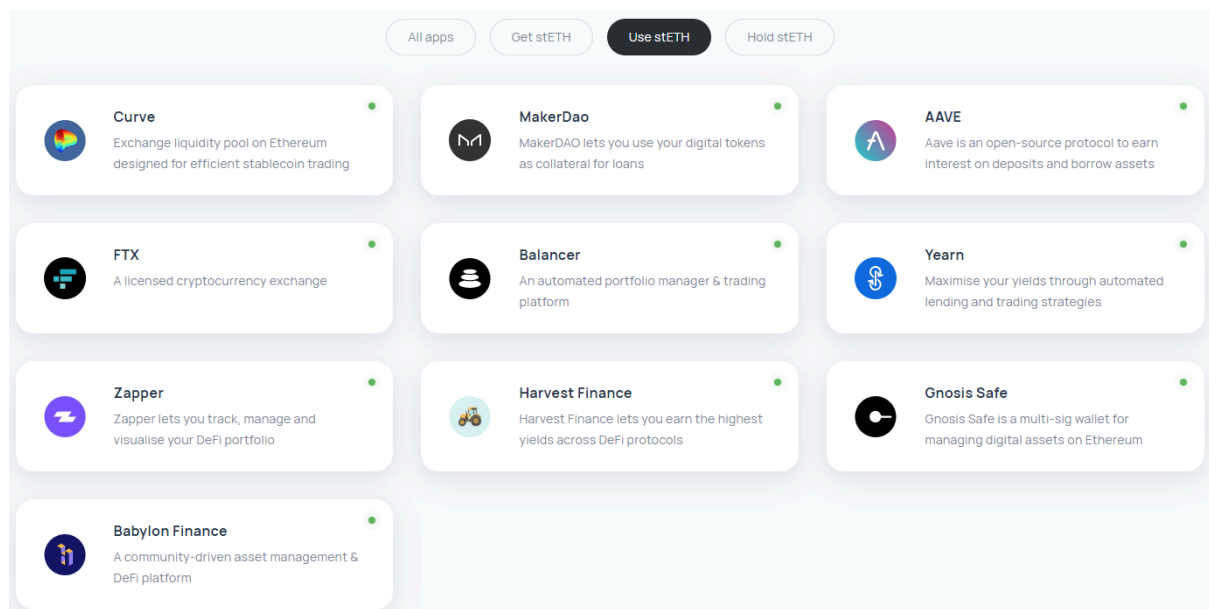 All apps
Get stETH
Use stETH
Hold stETH
Curve
Exchange liquidity pool on Ethereum
designed for efficient stablecoin trading
MakerDao
MakerDAO lets you use your digital tokens
as collateral for loans
AAVE
Aave is an open-source protocol to earn
interest on deposits and borrow assets
FTX
A licensed cryptocurrency exchange
Balancer
An automated portfolio manager & trading
platform
Yearn
Maximise your yields through automated
lending and trading strategies
Zapper
Zapper lets you track, manage and
visualise your DeFi portfolio
Harvest Finance
Harvest Finance lets you earn the highest
yields across DeFi protocols
Gnosis Safe
Gnosis Safe is a multi-sig wallet for
managing digital assets on Ethereum
Babylon Finance
A community-driven asset management &
DeFi platform